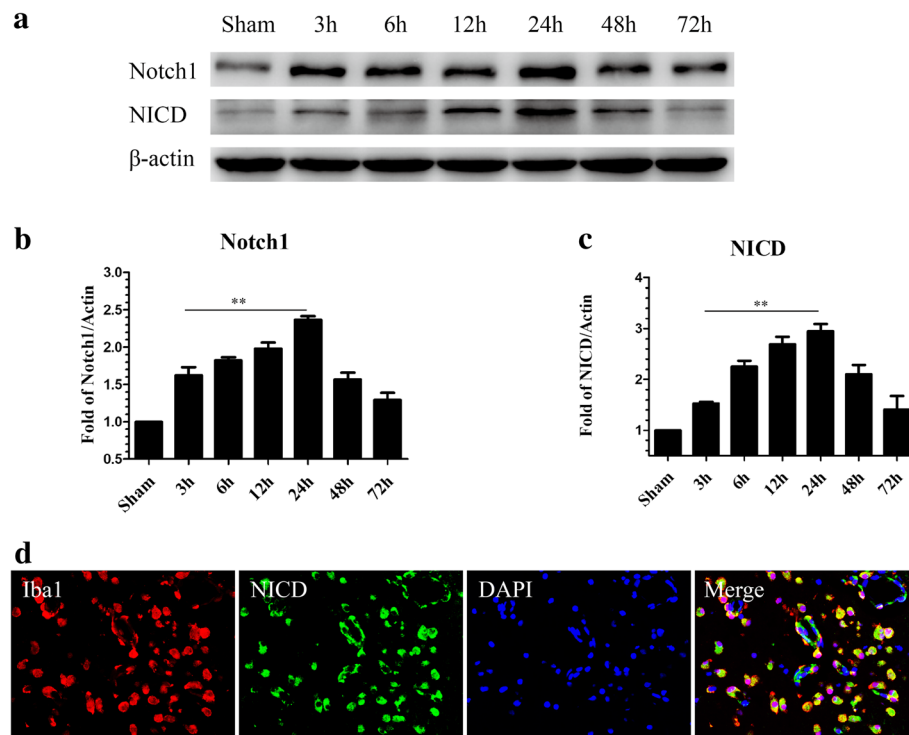 a
Sham 3h 6h 12h 24h 48h 72h
Notch1
NICD
β-actin
b
Notch1
Fold of Notch1/Actin
3.0
2.5
2.0
1.5
1.0
0.5
**
Sham 3h 6h 12h 24h 48h 72h
c
NICD
Fold of NICD/Actin
4
3
2
1
**
Sham 3h 6h 12h 24h 48h 72h
d
Iba1 NICD DAPI Merge